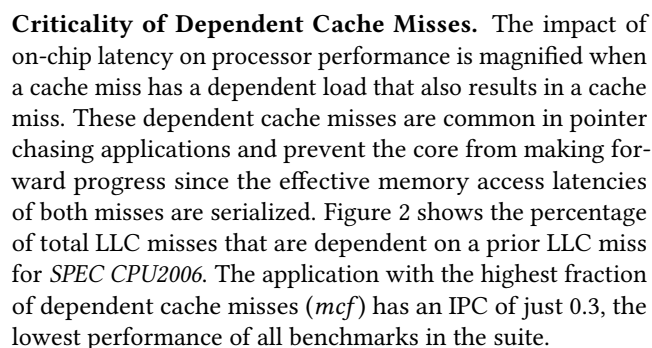 Criticality of Dependent Cache Misses. The impact of
on-chip latency on processor performance is magnified when
a cache miss has a dependent load that also results in a cache
miss. These dependent cache misses are common in pointer
chasing applications and prevent the core from making for-
ward progress since the effective memory access latencies
of both misses are serialized. Figure 2 shows the percentage
of total LLC misses that are dependent on a prior LLC miss
for SPEC CPU2006. The application with the highest fraction
of dependent cache misses (mcf) has an IPC of just 0.3, the
lowest performance of all benchmarks in the suite.